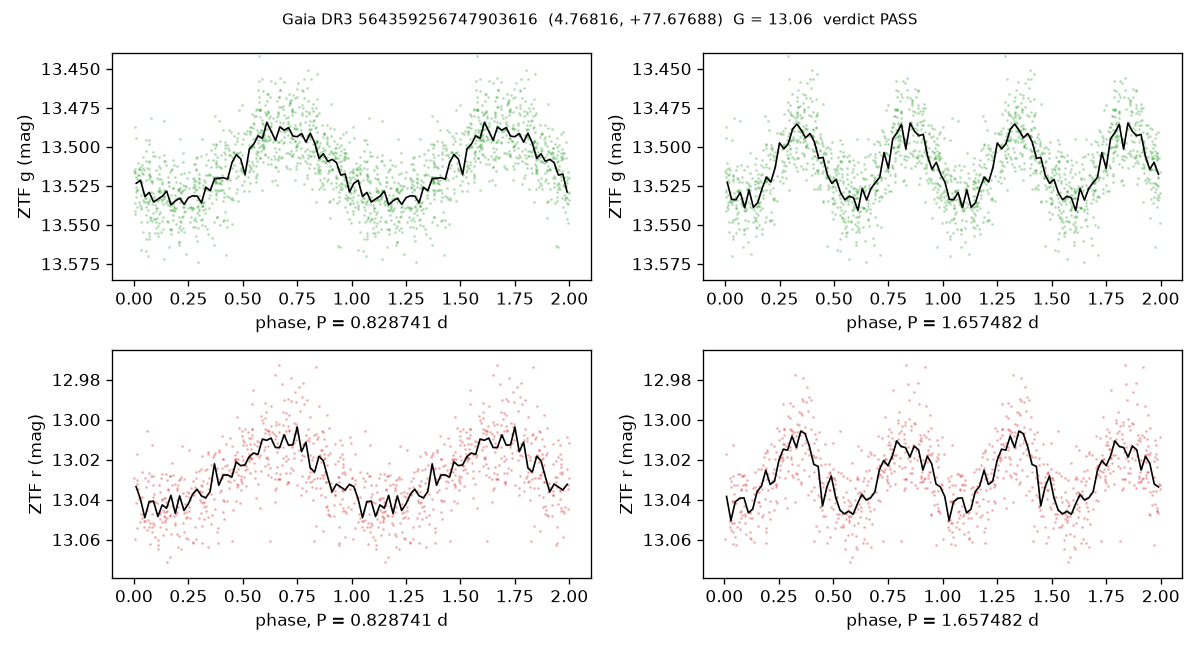 Gaia DR3 564359256747903616 (4.76816, +77.67688) G = 13.06 verdict PASS
ZTF g (mag)
13.450
13.475
13.500
13.525
13.550
13.575
0.00 0.25 0.50 0.75 1.00 1.25 1.50 1.75 2.00
phase, P = 0.828741 d
ZTF g (mag)
13.450
13.475
13.500
13.525
13.550
13.575
0.00 0.25 0.50 0.75 1.00 1.25 1.50 1.75 2.00
phase, P = 1.657482 d
ZTF r (mag)
12.98
13.00
13.02
13.04
13.06
0.00 0.25 0.50 0.75 1.00 1.25 1.50 1.75 2.00
phase, P = 0.828741 d
ZTF r (mag)
12.98
13.00
13.02
13.04
13.06
0.00 0.25 0.50 0.75 1.00 1.25 1.50 1.75 2.00
phase, P = 1.657482 d